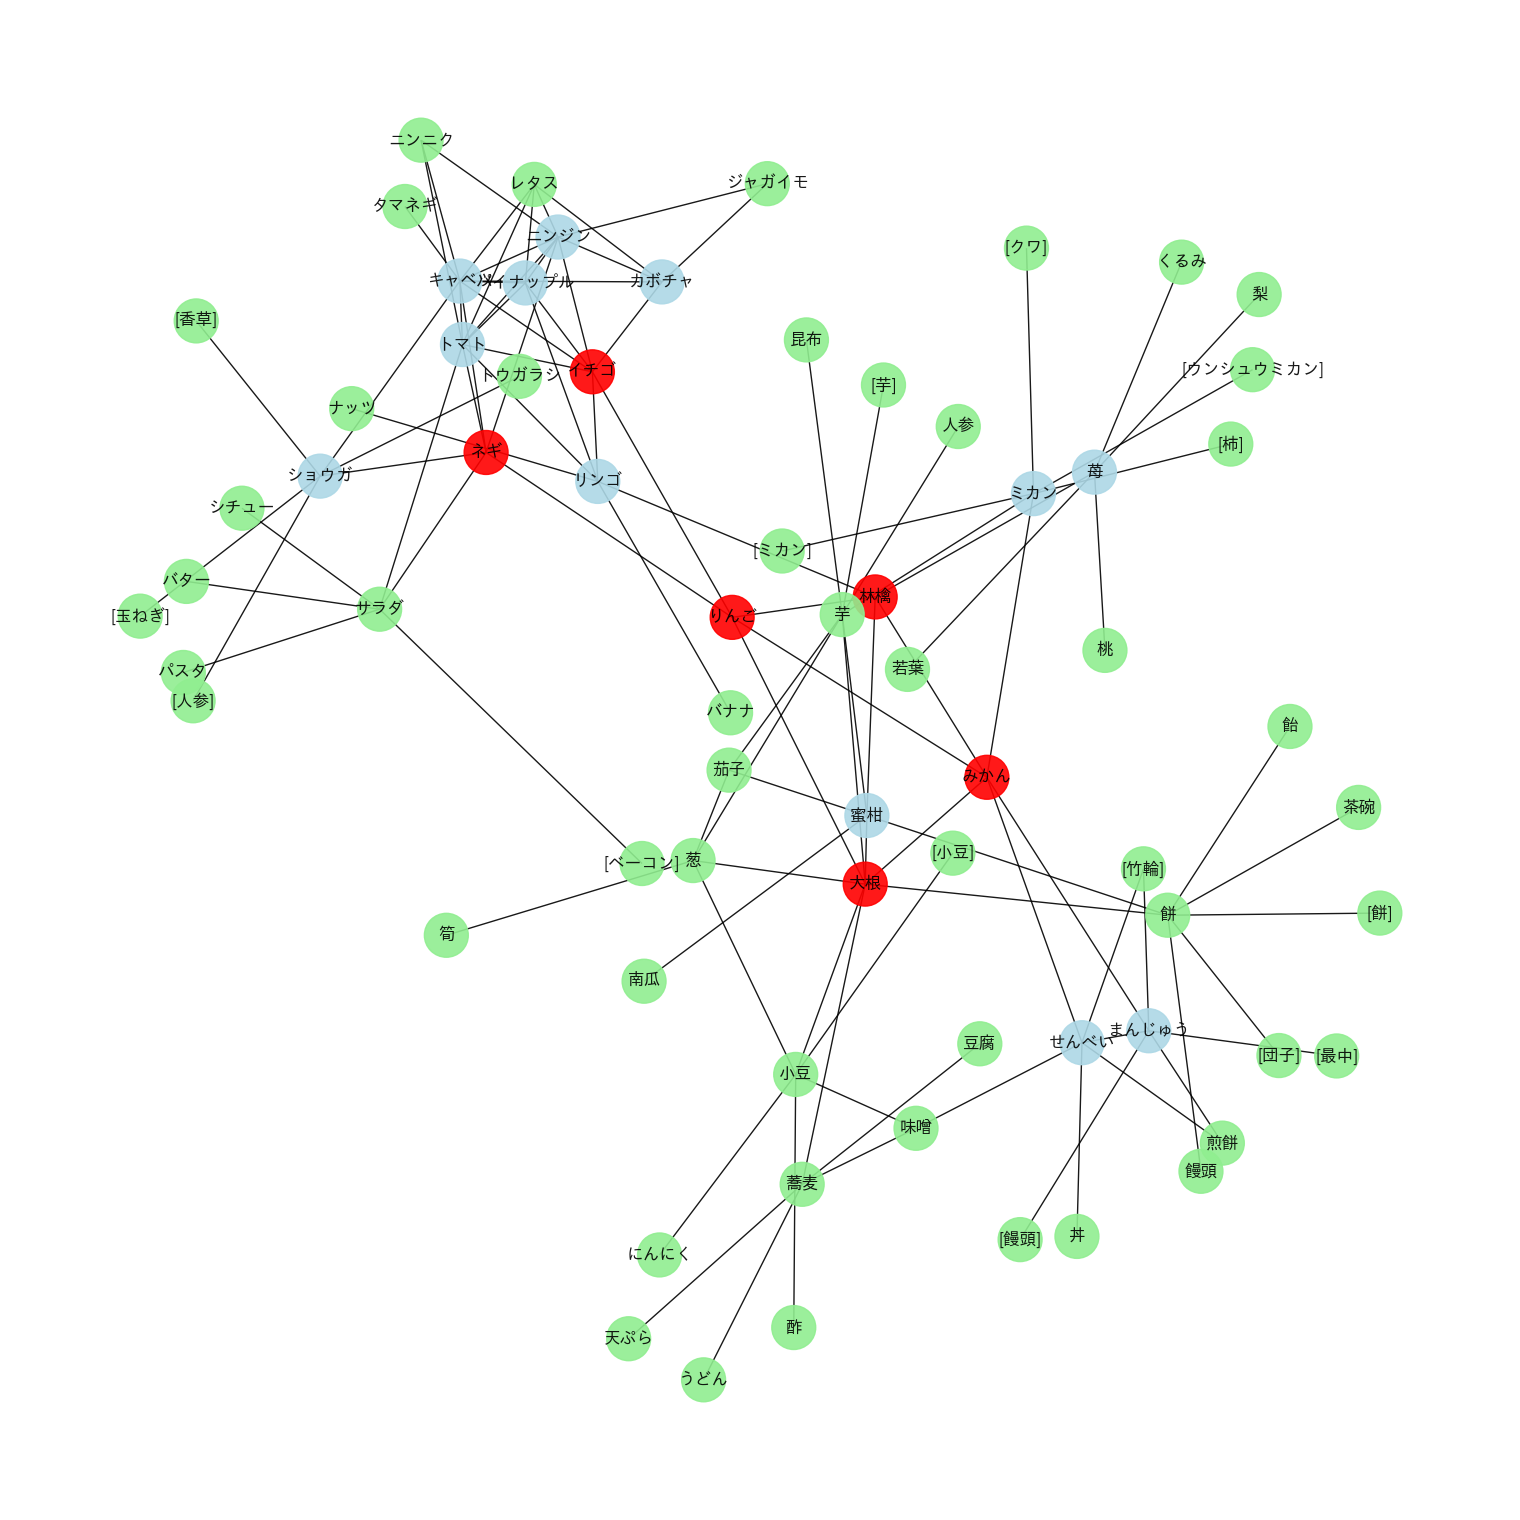 ニンニク
レタス
ジャガイモ
タマネギ
ニンジン
[クワ]
くるみ
キャベツ
イナップル
カボチャ
梨
[香草]
トマト
昆布
イチゴ
トウガラシ
[ウンシュウミカン]
[芋]
ナッツ
人参
[柿]
ネギ
ショウガ
リンゴ
苺
ミカン
シチュー
[ミカン]
バター
林檎
サラダ
[玉ねぎ]
りんご
芋
桃
若葉
パスタ
[人参]
バナナ
飴
茄子
みかん
茶碗
蜜柑
[小豆]
[ベーコン]
葱
[竹輪]
大根
餅
[餅]
筍
南瓜
まんじゅう
せんべい
豆腐
[団子]
[最中]
小豆
味噌
煎餅
饅頭
蕎麦
丼
[饅頭]
にんにく
酢
天ぷら
うどん